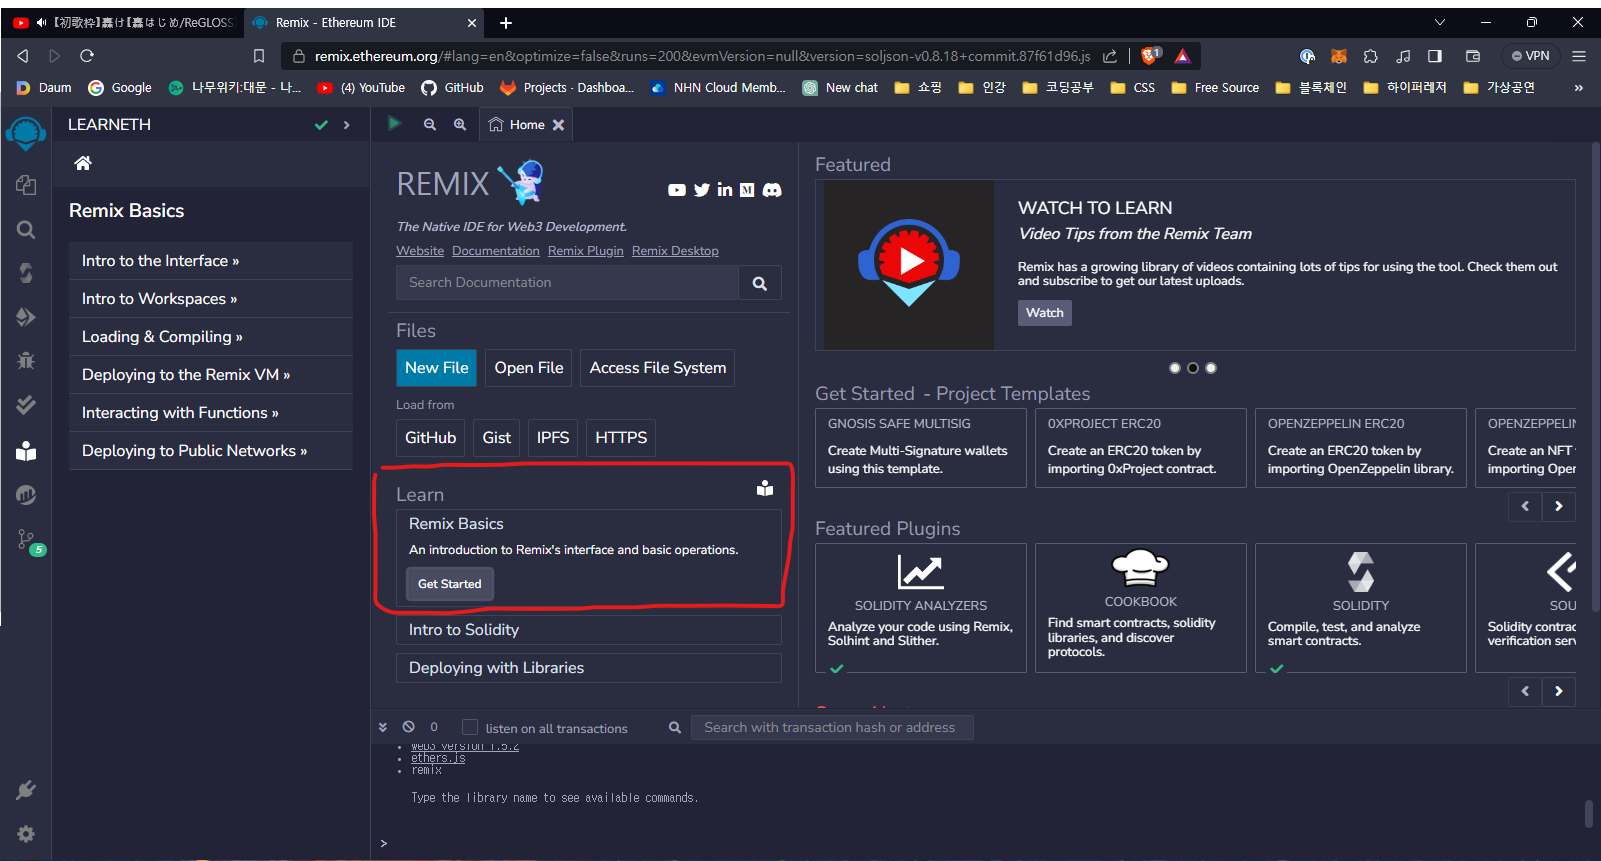 【初歌枠】轟け【轟はじめ/ReGLOSS
Remix - Ethereum IDE
remix.ethereum.org/#lang=en&optimize=false&runs=200&evmVersion=null&version=soljson-v0.8.18+commit.87f61d96.js
1
VPN
Daum
Google
나무위키:대문 - 나...
(4) YouTube
GitHub
Projects · Dashboa...
NHN Cloud Memb...
New chat
쇼핑
인강
코딩공부
CSS
Free Source
블록체인
하이퍼레저
가상공연
»
LEARNETH
Remix Basics
Intro to the Interface »
Intro to Workspaces »
Loading & Compiling »
Deploying to the Remix VM »
Interacting with Functions »
Deploying to Public Networks »
5
Home
REMIX
The Native IDE for Web3 Development.
Website Documentation Remix Plugin Remix Desktop
Search Documentation
Files
New File Open File Access File System
Load from
GitHub Gist IPFS HTTPS
Learn
Remix Basics
An introduction to Remix's interface and basic operations.
Get Started
Intro to Solidity
Deploying with Libraries
Featured
WATCH TO LEARN
Video Tips from the Remix Team
Remix has a growing library of videos containing lots of tips for using the tool. Check them out
and subscribe to get our latest uploads.
Watch
Get Started - Project Templates
GNOSIS SAFE MULTISIG
Create Multi-Signature wallets
using this template.
0XPROJECT ERC20
Create an ERC20 token by
importing 0xProject contract.
OPENZEPPELIN ERC20
Create an ERC20 token by
importing OpenZeppelin library.
OPENZEPPELIN
Create an NFT
importing Oper
Featured Plugins
SOLIDITY ANALYZERS
Analyze your code using Remix,
Solhint and Slither.
COOKBOOK
Find smart contracts, solidity
libraries, and discover
protocols.
SOLIDITY
Compile, test, and analyze
smart contracts.
SOU
Solidity contrac
verification serv
0
listen on all transactions
Search with transaction hash or address
web3 version 1.5.2
ethers.js
remix
Type the library name to see available commands.
>